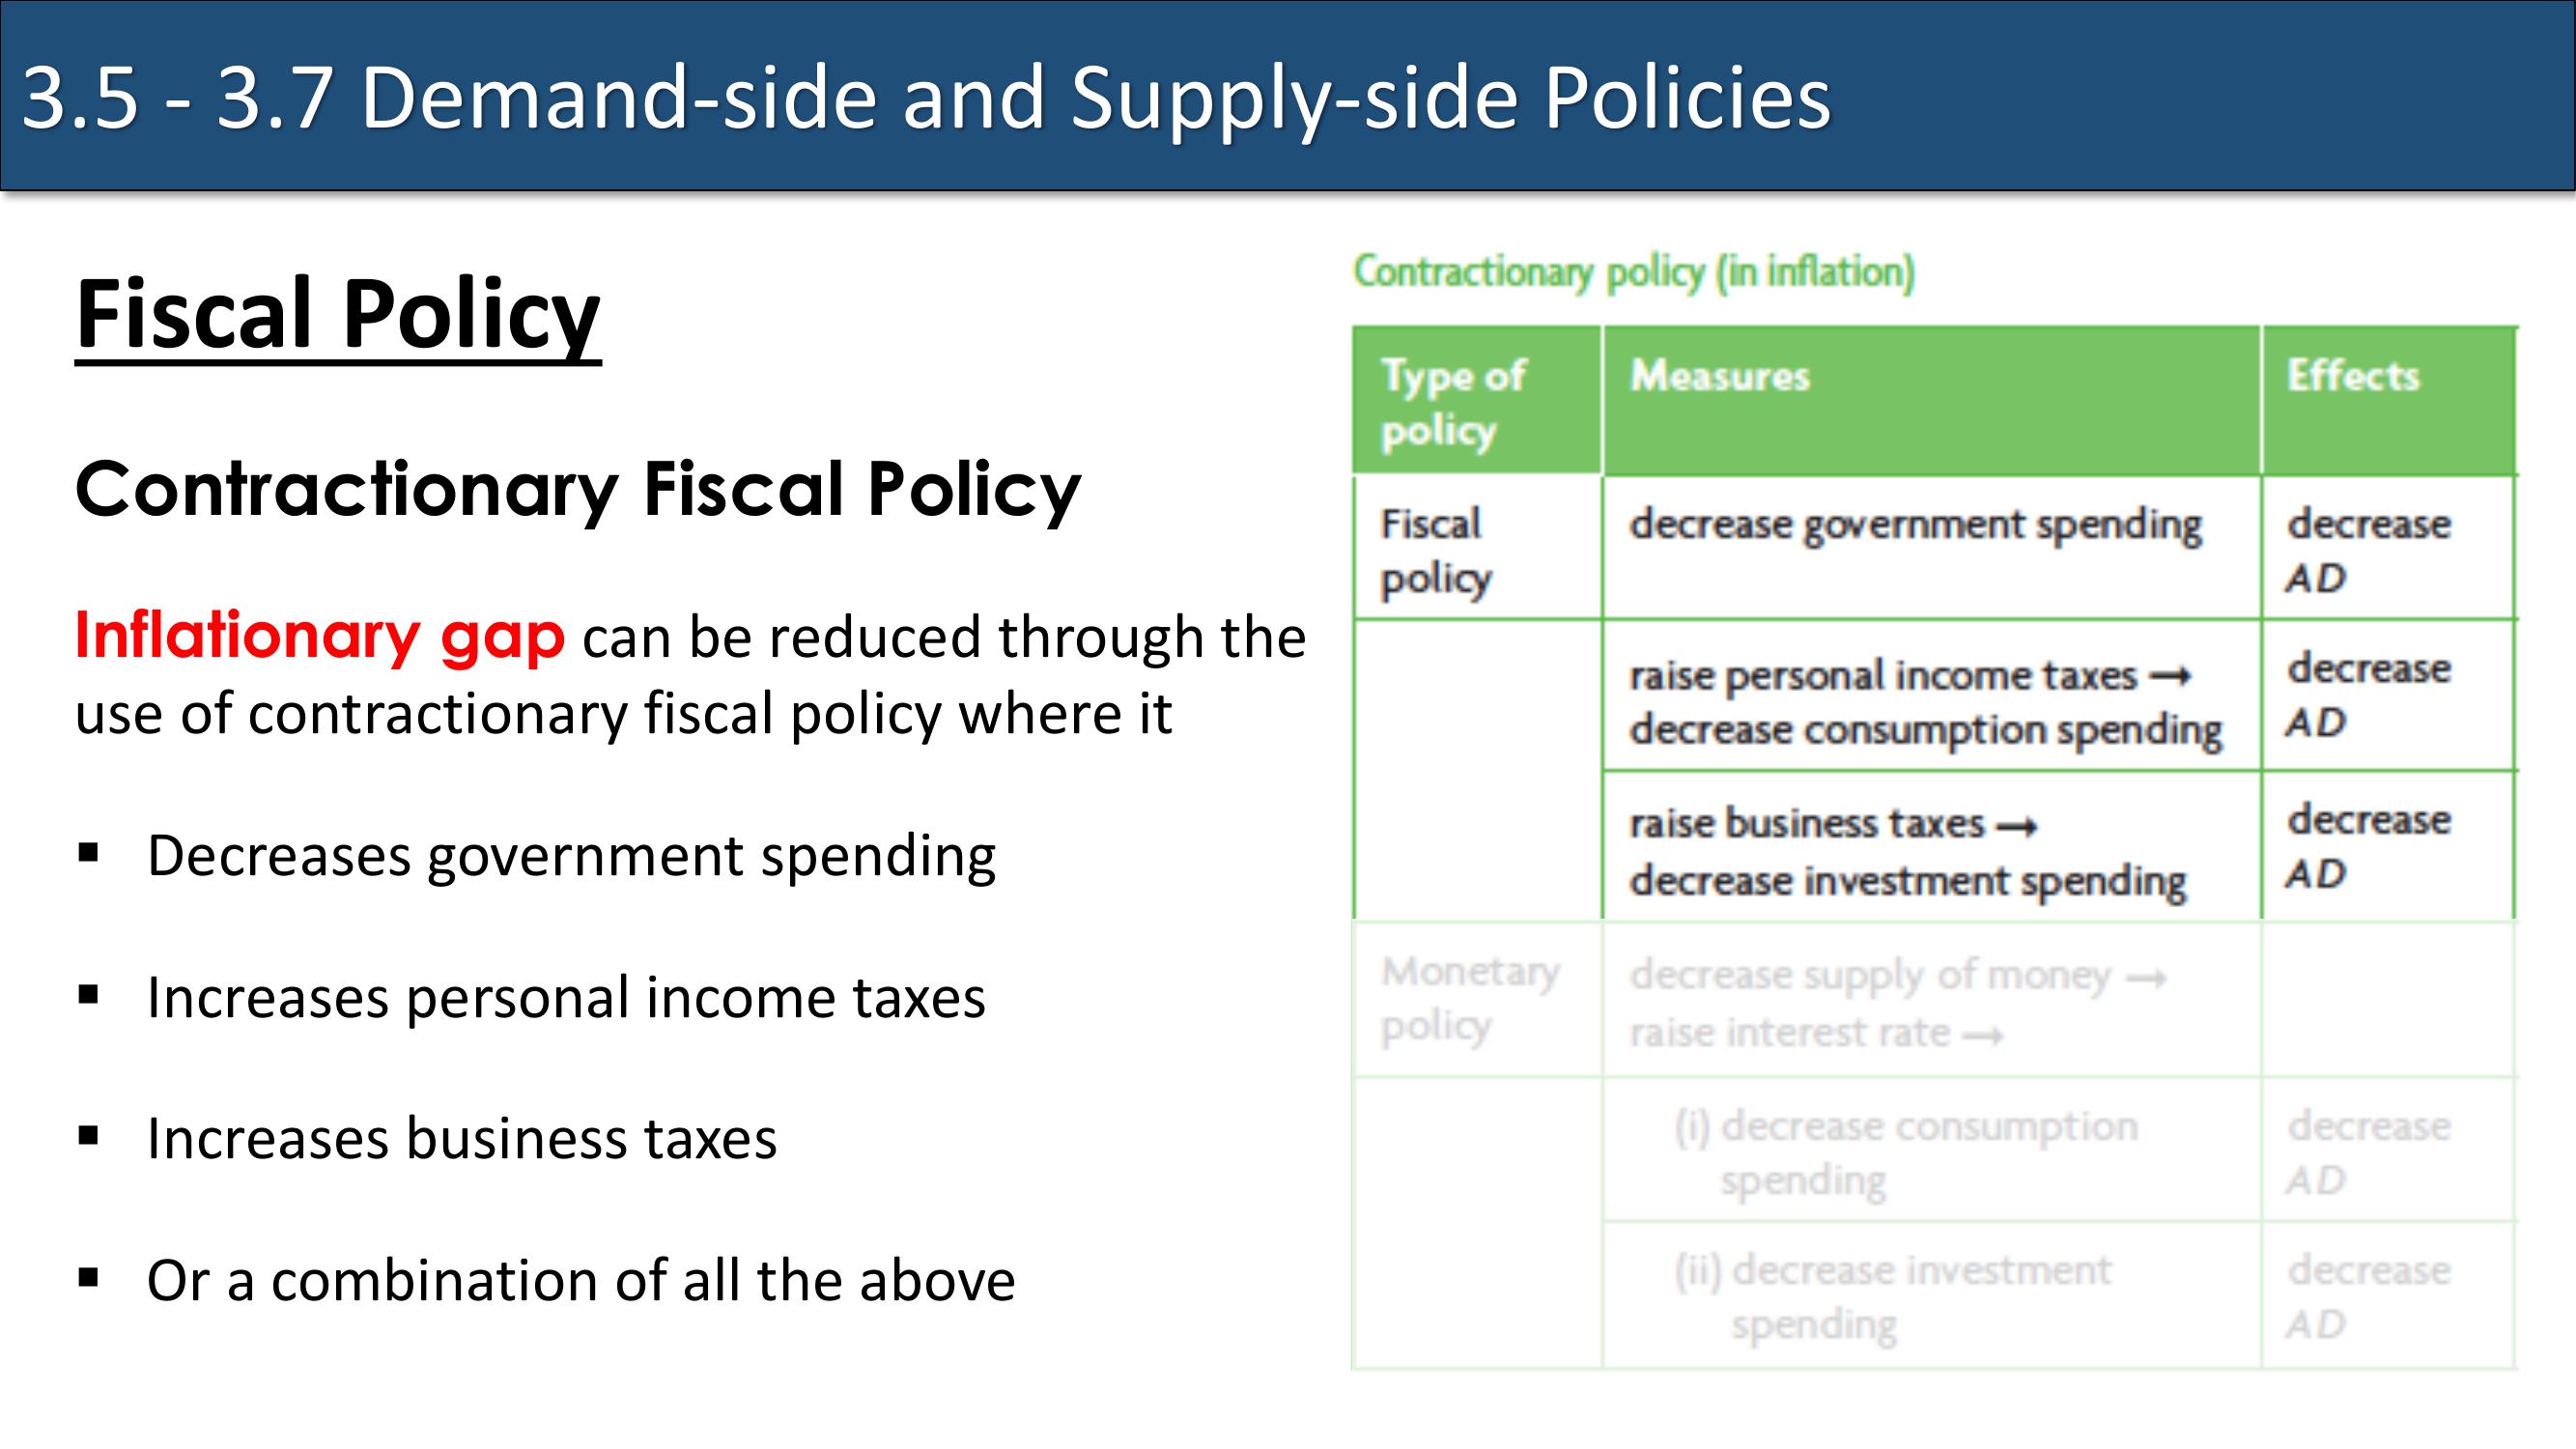 3.5 - 3.7 Demand-side and Supply-side Policies
Fiscal Policy
Contractionary Fiscal Policy
Inflationary gap can be reduced through the
use of contractionary fiscal policy where it
▪ Decreases government spending
▪ Increases personal income taxes
▪ Increases business taxes
▪ Or a combination of all the above
Contractionary policy (in inflation)
Type of
policy
Measures
Effects
Fiscal
policy
decrease government spending
decrease
AD
raise personal income taxes →
decrease consumption spending
decrease
AD
raise business taxes →
decrease investment spending
decrease
AD
Monetary
policy
decrease supply of money →
raise interest rate →
(i) decrease consumption
spending
decrease
AD
(ii) decrease investment
spending
decrease
AD